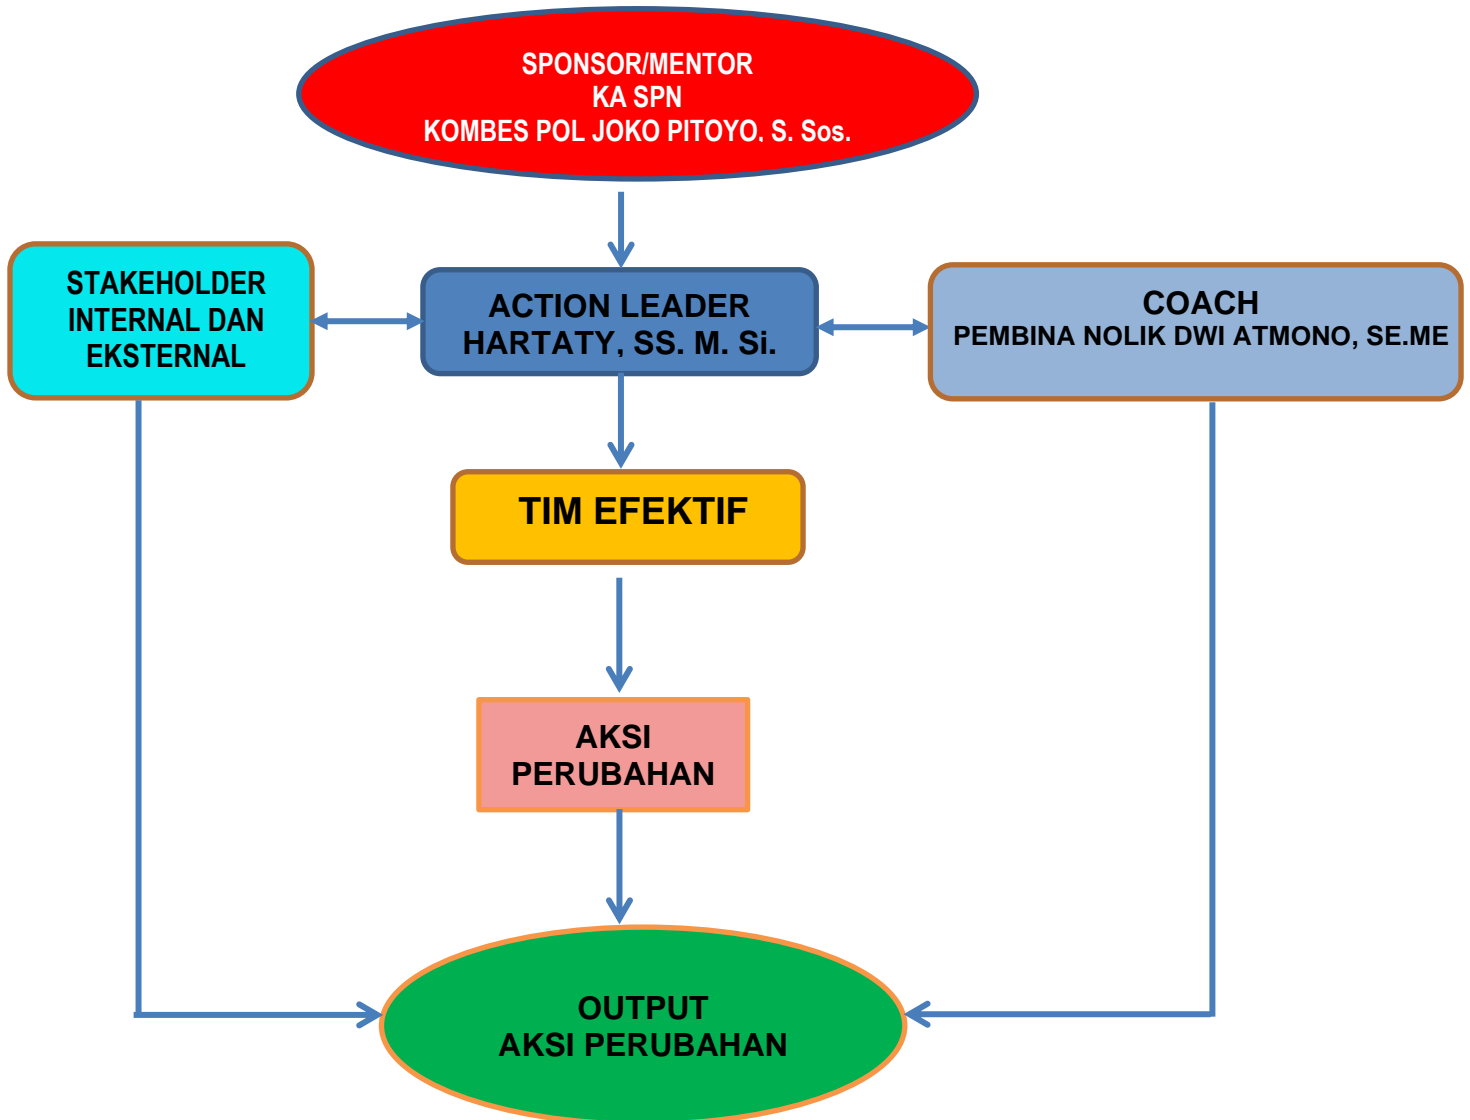 SPONSOR/MENTOR
KA SPN
KOMBES POL JOKO PITOYO, S. Sos.
STAKEHOLDER
INTERNAL DAN
EKSTERNAL
ACTION LEADER
HARTATY, SS. M. Si.
COACH
PEMBINA NOLIK DWI ATMONO, SE.ME
TIM EFEKTIF
AKSI
PERUBAHAN
OUTPUT
AKSI PERUBAHAN